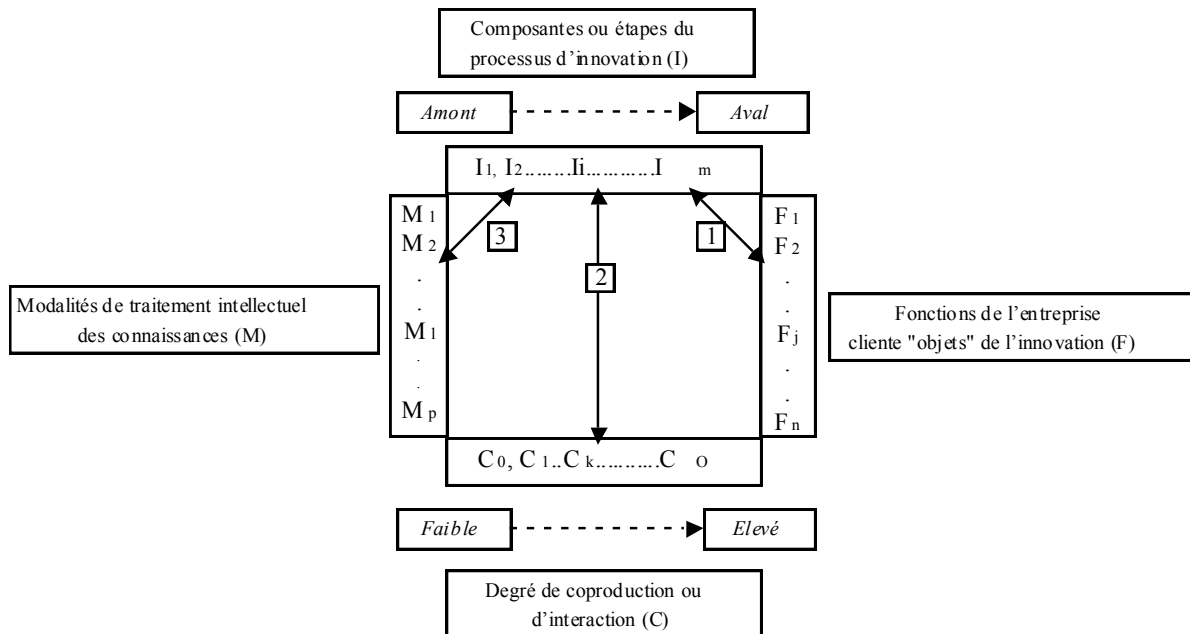 Composantes ou étapes du
processus d'innovation (I)
Amont
Aval
I1, I2........Ii............I m
M 1
M 2
.
.
M l
.
.
M p
3
2
1
F 1
F 2
.
.
F j
.
.
F n
Modalités de traitement intellectuel
des connaissances (M)
Fonctions de l'entreprise
cliente "objets" de l'innovation (F)
C 0, C 1..C k..........C O
Faible
Elevé
Degré de coproduction ou
d'interaction (C)